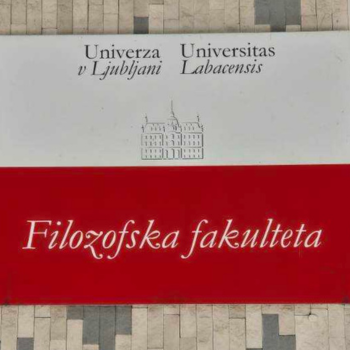 Univerza Universitas
v Ljubljani Labacensis
Filozofska fakulteta